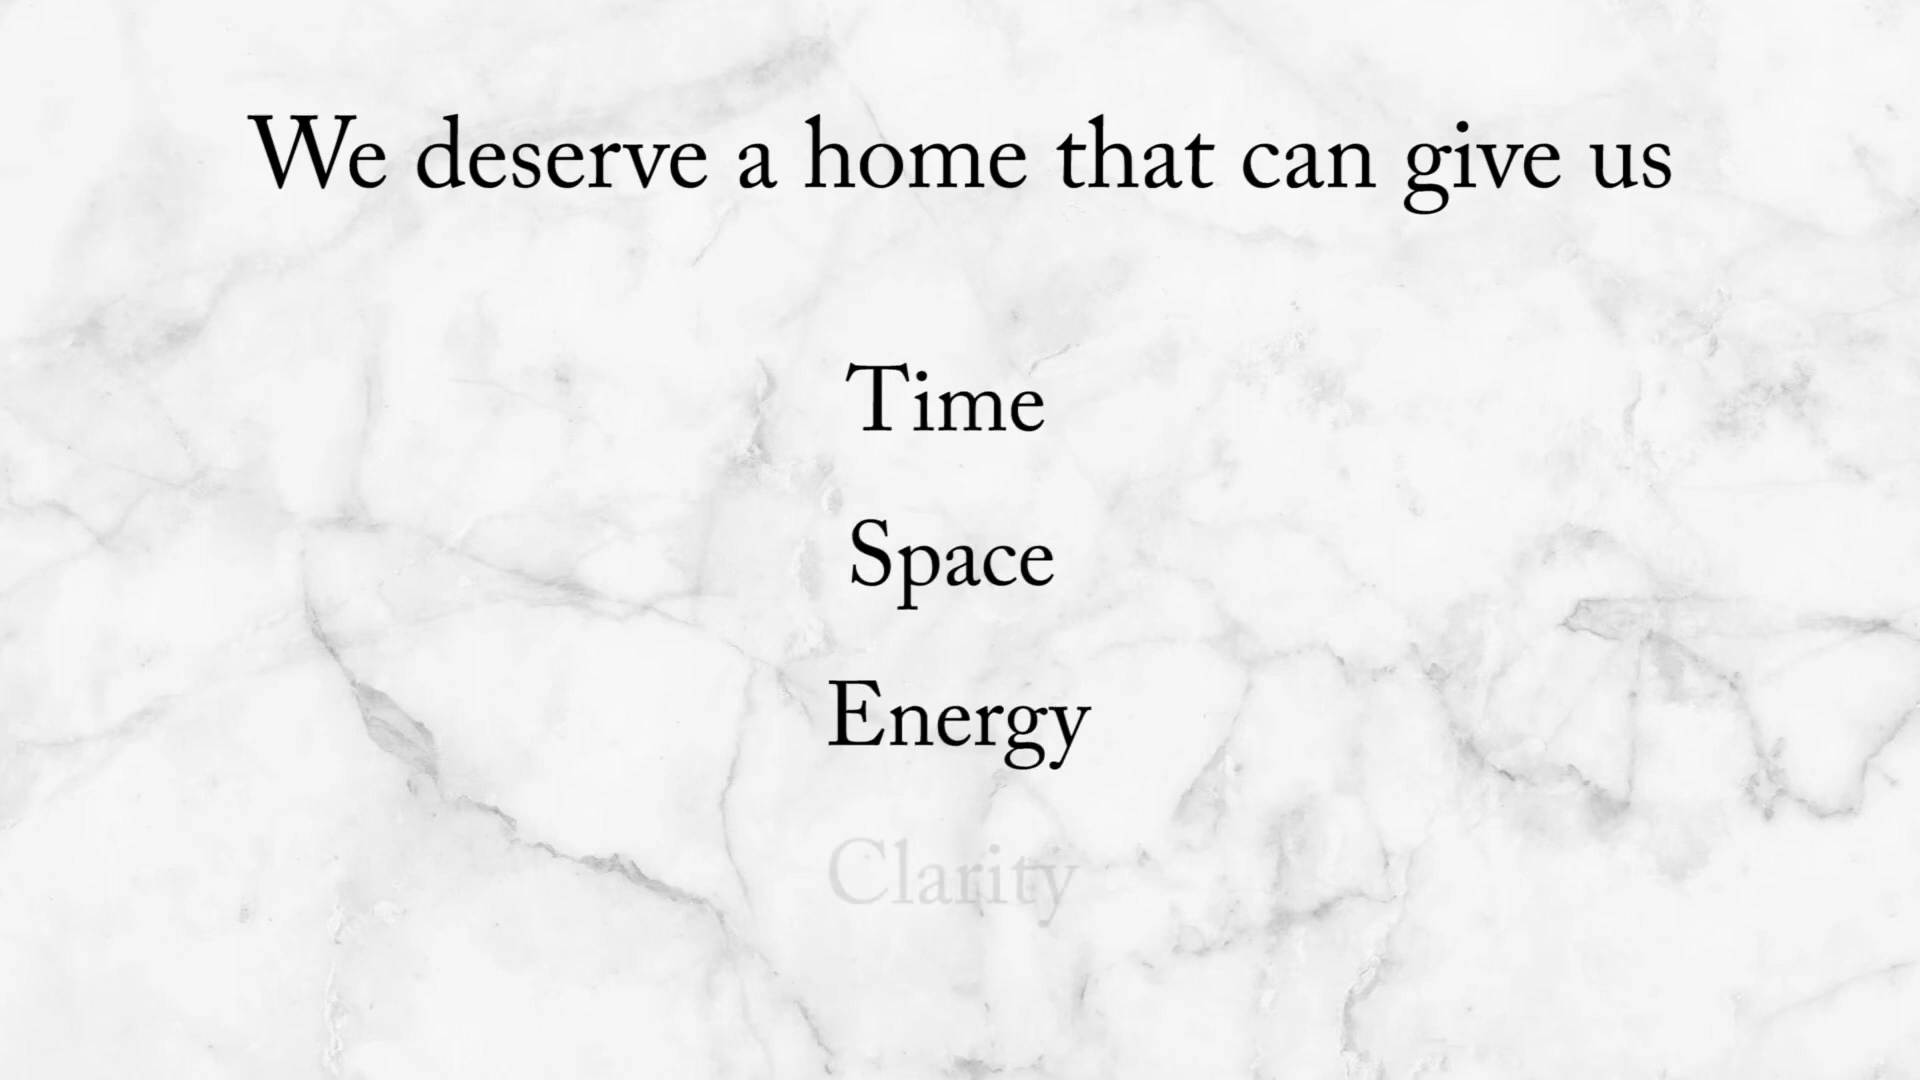 We deserve a home that can give us
Time
Space
Energy
Clarity